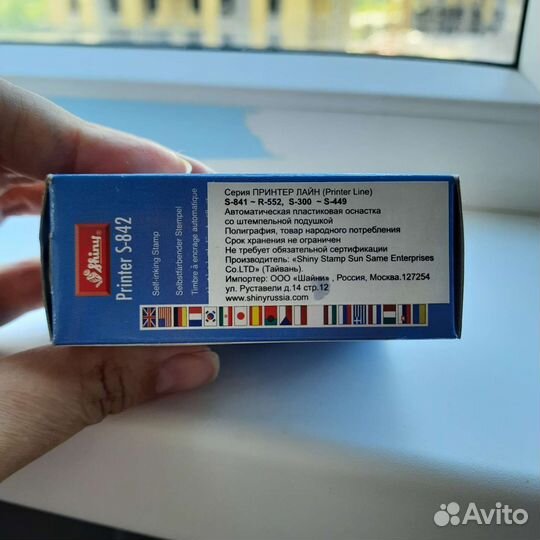 Shiny
Printer S-842
Self-inking Stamp
Selbstfärbender Stempel
Timbre à encrage automatique
Серия ПРИНТЕР ЛАЙН (Printer Line)
S-841 ~ R-552, S-300 ~ S-449
Автоматическая пластиковая оснастка
со штемпельной подушкой
Полиграфия, товар народного потребления
Срок хранения не ограничен
Не требует обязательной сертификации
Производитель: «Shiny Stamp Sun Same Enterprises
Co.LTD» (Тайвань).
Импортер: ООО «Шайни» , Россия, Москва.127254
ул. Руставели д.14 стр.12
www.shinyrussia.com
Avito